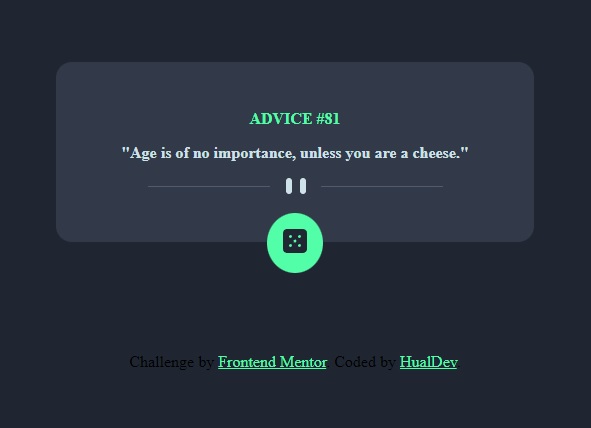 ADVICE #81
"Age is of no importance, unless you are a cheese."
Challenge by Frontend Mentor. Coded by HualDev.